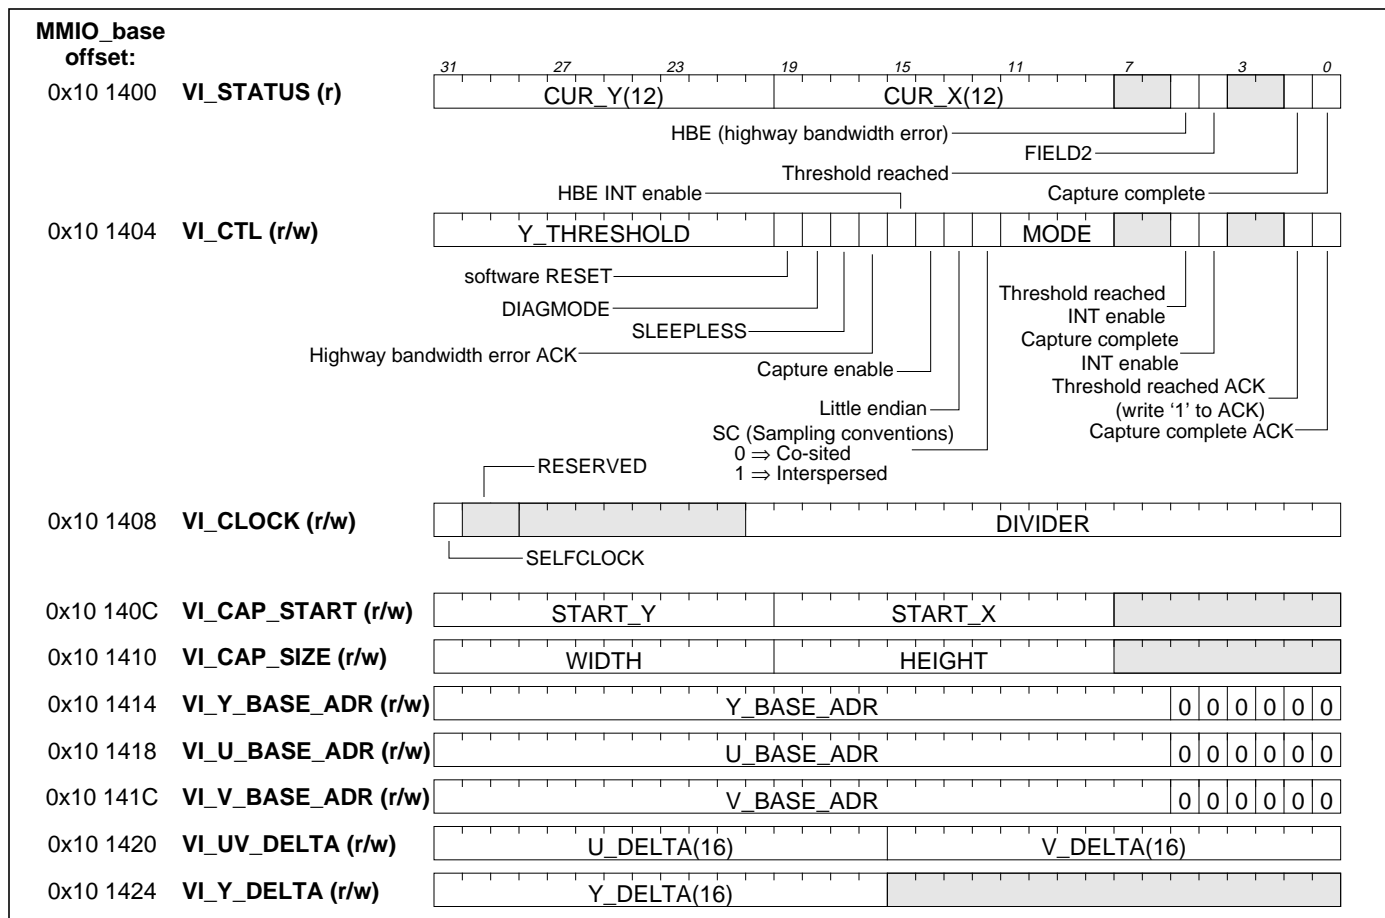 MMIO_base
offset:
31 27 23 19 15 11 7 3 0
0x10 1400 VI_STATUS (r) CUR_Y(12) CUR_X(12)
HBE (highway bandwidth error)
FIELD2
Threshold reached
HBE INT enable Capture complete
0x10 1404 VI_CTL (r/w) Y_THRESHOLD MODE
software RESET
DIAGMODE
SLEEPLESS
Highway bandwidth error ACK
Capture enable
Little endian
SC (Sampling conventions)
0 ⇒ Co-sited
1 ⇒ Interspersed
Threshold reached
INT enable
Capture complete
INT enable
Threshold reached ACK
(write ‘1’ to ACK)
Capture complete ACK
RESERVED
0x10 1408 VI_CLOCK (r/w) DIVIDER
SELFCLOCK
0x10 140C VI_CAP_START (r/w) START_Y START_X
0x10 1410 VI_CAP_SIZE (r/w) WIDTH HEIGHT
0x10 1414 VI_Y_BASE_ADR (r/w) Y_BASE_ADR 0 0 0 0 0 0
0x10 1418 VI_U_BASE_ADR (r/w) U_BASE_ADR 0 0 0 0 0 0
0x10 141C VI_V_BASE_ADR (r/w) V_BASE_ADR 0 0 0 0 0 0
0x10 1420 VI_UV_DELTA (r/w) U_DELTA(16) V_DELTA(16)
0x10 1424 VI_Y_DELTA (r/w) Y_DELTA(16)